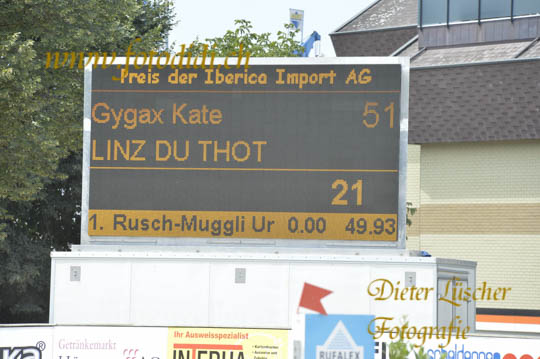 www.fotodidi.ch
Preis der Iberica Import AG
Gygax Kate 51
LINZ DU THOT
21
1. Rusch-Muggli Ur 0.00 49.93
Dieter Lüscher
Fotografie
Getränkemarkt
Ihr Ausweisspezialist
INTERHUA
RUFALEX